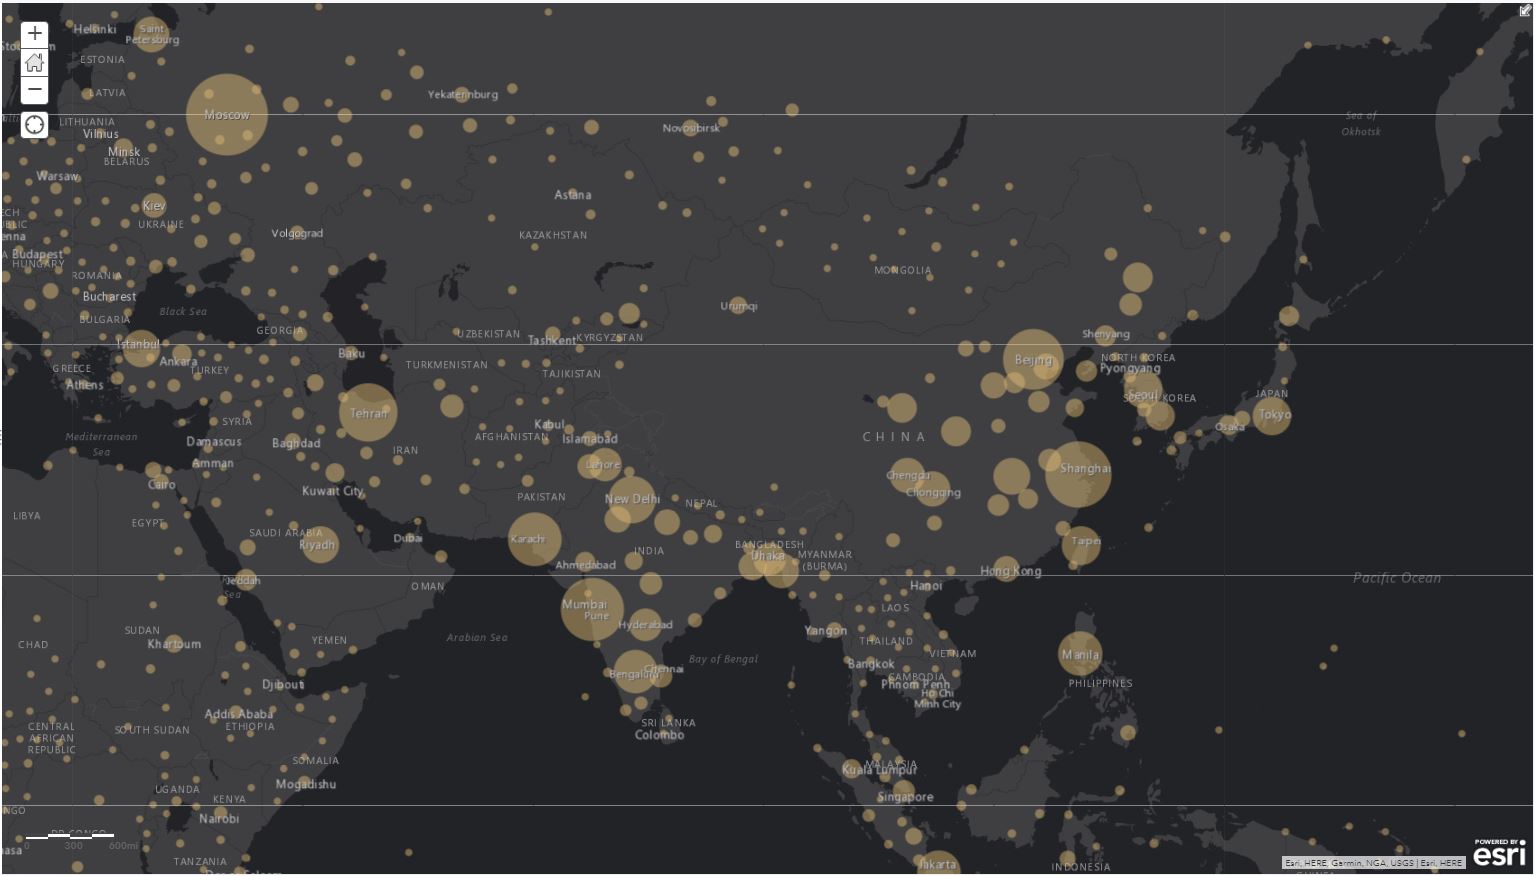 Helsinki
Saint
Petersburg
ESTONIA
LATVIA
Yekaterinburg
Moscow
LITHUANIA
Vilnius
Novosibirsk
Sea of
Okhotsk
Minsk
BELARUS
Warsaw
Astana
Kiev
UKRAINE
Volgograd
KAZAKHSTAN
Budapest
HUNGARY
MONGOLIA
ROMANIA
Bucharest
Urumqi
Black Sea
BULGARIA
GEORGIA
UZBEKISTAN
Tashkent
KYRGYZSTAN
Shenyang
Istanbul
Ankara
Baku
Beijing
NORTH KOREA
Pyongyang
GREECE
TURKEY
TURKMENISTAN
TAJIKISTAN
Athens
Seoul
SOUTH KOREA
JAPAN
Tehran
Tokyo
SYRIA
Kabul
Osaka
Mediterranean
Sea
Damascus
Baghdad
IRAN
AFGHANISTAN
Islamabad
CHINA
Amman
Lahore
Shanghai
Cairo
Kuwait City
PAKISTAN
New Delhi
NEPAL
Chengdu
Chongqing
LIBYA
EGYPT
SAUDI ARABIA
Riyadh
Dubai
Karachi
INDIA
BANGLADESH
Dhaka
MYANMAR
(BURMA)
Taipei
Ahmedabad
Hong Kong
Jeddah
Red
Sea
OMAN
Hanoi
Pacific Ocean
Mumbai
Pune
LAOS
Hyderabad
SUDAN
Khartoum
CHAD
YEMEN
Arabian Sea
Yangon
THAILAND
VIETNAM
Bay of Bengal
Manila
Bangkok
Bengaluru
Chennai
CAMBODIA
Phnom Penh
PHILIPPINES
Djibouti
Ho Chi
Minh City
Addis Ababa
ETHIOPIA
SOUTH SUDAN
CENTRAL
AFRICAN
REPUBLIC
SRI LANKA
Colombo
SOMALIA
MALAYSIA
Kuala Lumpur
Mogadishu
UGANDA
KENYA
Singapore
Nairobi
DR CONGO
0 300 600mi
TANZANIA
Jakarta
INDONESIA
POWERED BY
esri
Esri, HERE, Garmin, NGA, USGS | Esri, HERE